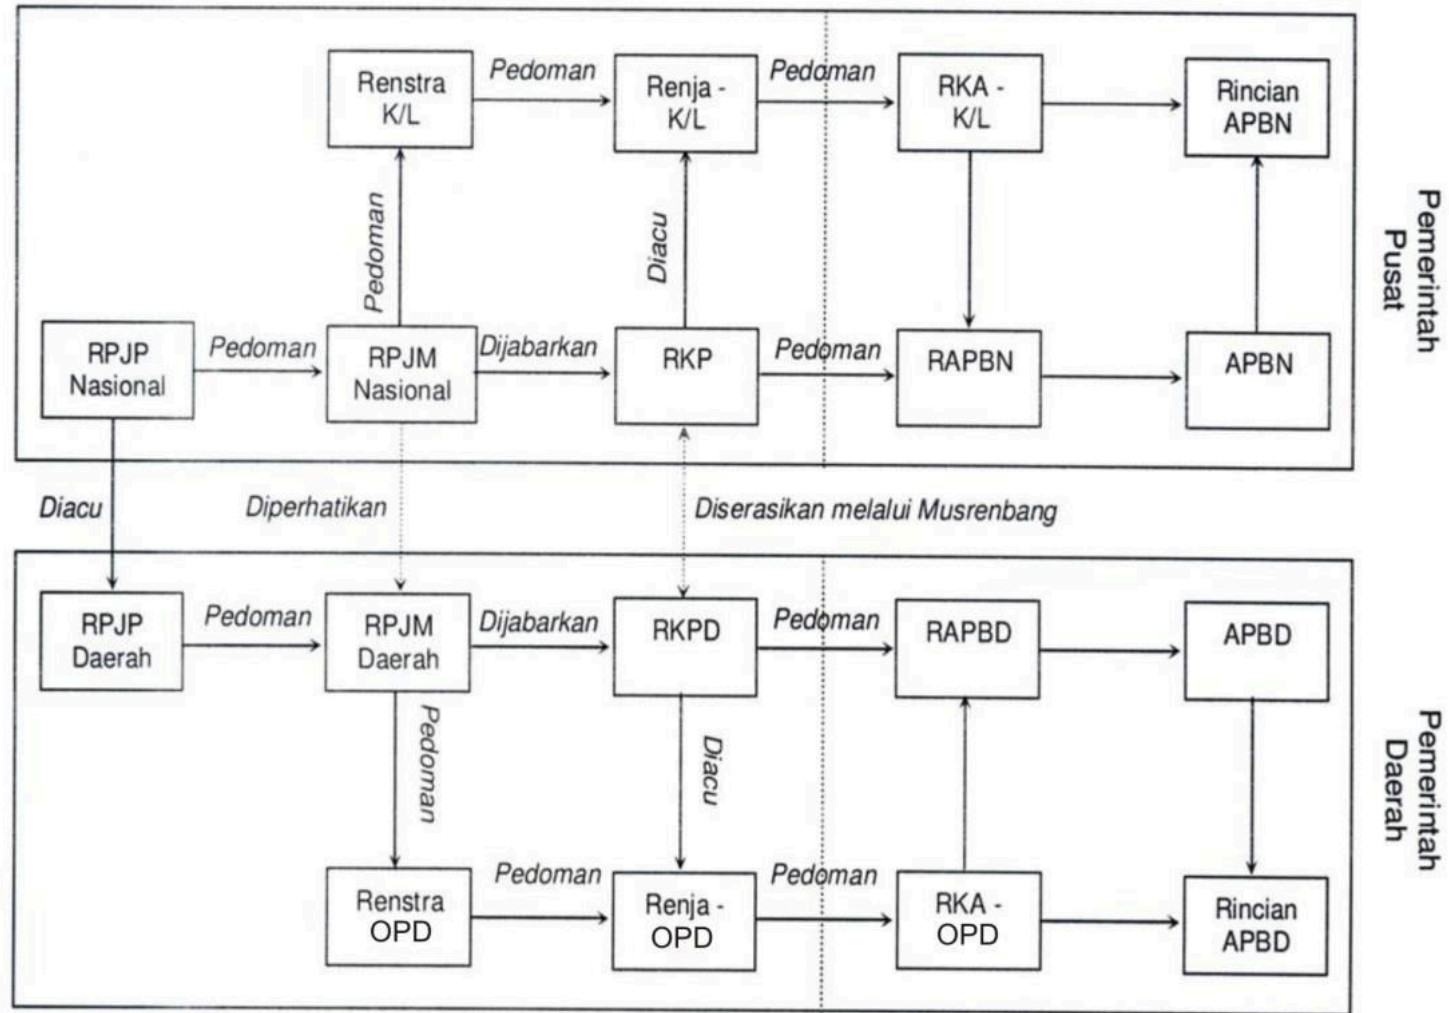 Renstra
K/L
Pedoman
Renja -
K/L
Pedoman
RKA -
K/L
Rincian
APBN
Pedoman
Diacu
RPJP
Nasional
Pedoman
RPJM
Nasional
Dijabarkan
RKP
Pedoman
RAPBN
APBN
Pemerintah
Pusat
Diacu
Diperhatikan
Diserasikan melalui Musrenbang
RPJP
Daerah
Pedoman
RPJM
Daerah
Dijabarkan
RKPD
Pedoman
RAPBD
APBD
Pedoman
Diacu
Renstra
OPD
Pedoman
Renja -
OPD
Pedoman
RKA -
OPD
Rincian
APBD
Pemerintah
Daerah